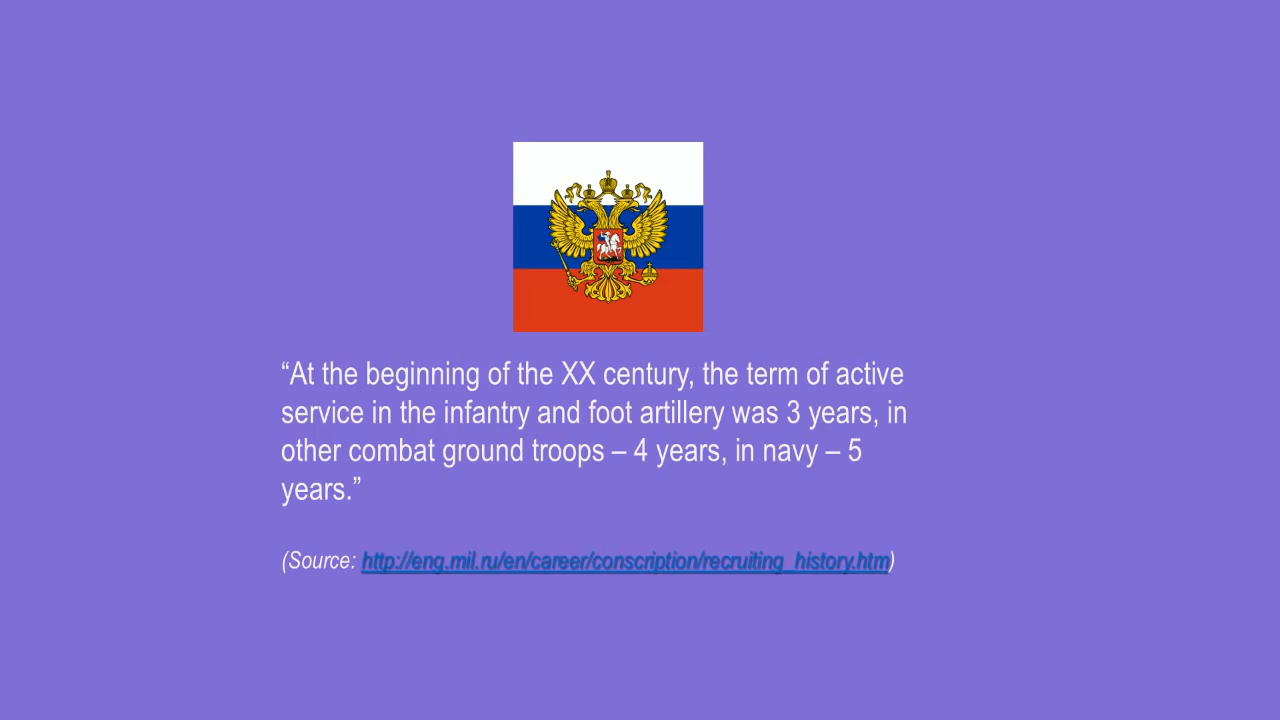 “At the beginning of the XX century, the term of active
service in the infantry and foot artillery was 3 years, in
other combat ground troops – 4 years, in navy – 5
years.”
(Source: http://eng.mil.ru/en/career/conscription/recruiting_history.htm)